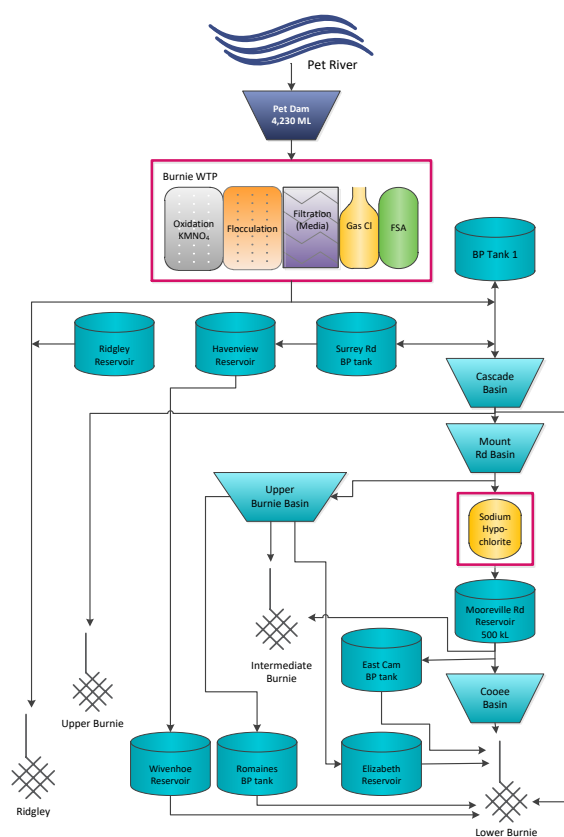 Pet River
Pet Dam
4,230 ML
Burnie WTP
Oxidation
KMNO₄
Flocculation
Filtration
(Media)
Gas Cl
FSA
BP Tank 1
Ridgley
Reservoir
Havenview
Reservoir
Surrey Rd
BP tank
Cascade
Basin
Mount
Rd Basin
Upper
Burnie Basin
Sodium
Hypo-
chlorite
Mooreville Rd
Reservoir
500 kL
Intermediate
Burnie
East Cam
BP tank
Cooee
Basin
Upper Burnie
Wivenhoe
Reservoir
Romaines
BP tank
Elizabeth
Reservoir
Ridgley
Lower Burnie